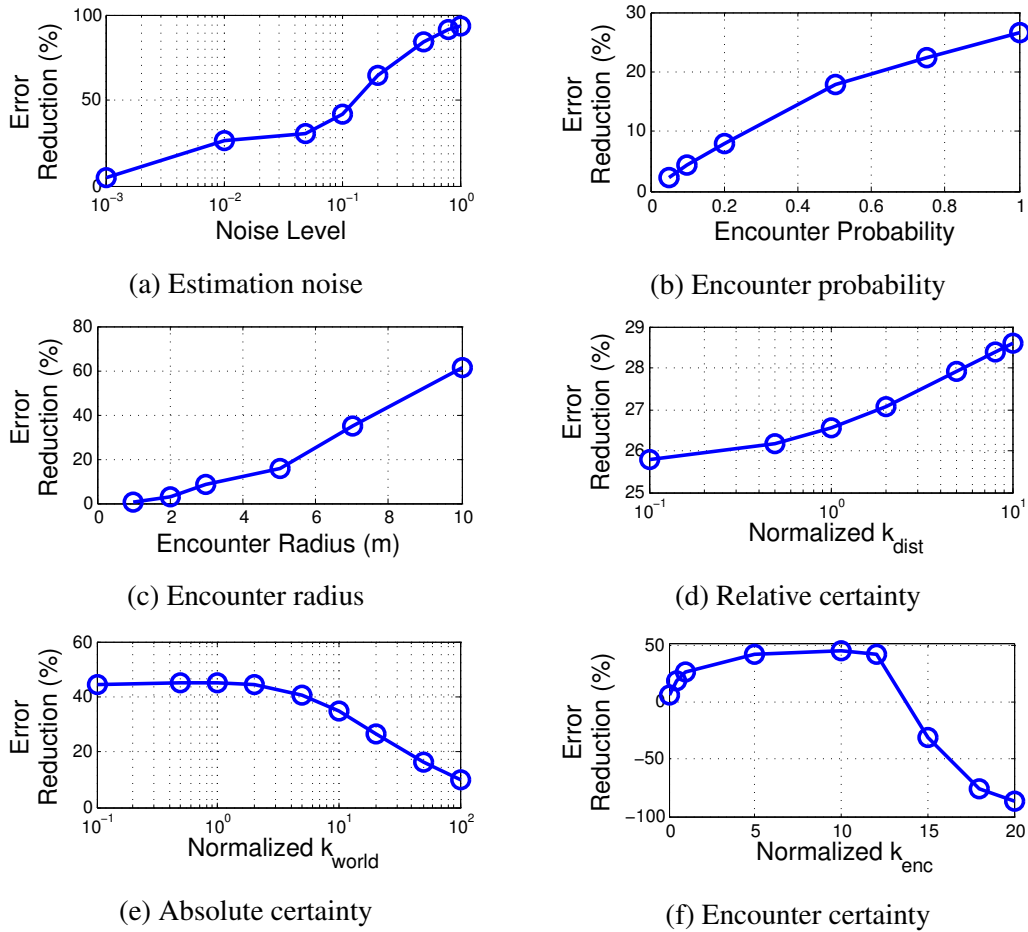 Error
Reduction (%)
100
50
0
10^-3
10^-2
10^-1
10^0
Noise Level
(a) Estimation noise
Error
Reduction (%)
30
20
10
0
0
0.2
0.4
0.6
0.8
1
Encounter Probability
(b) Encounter probability
Error
Reduction (%)
80
60
40
20
0
0
2
4
6
8
10
Encounter Radius (m)
(c) Encounter radius
Error
Reduction (%)
29
28
27
26
25
10^-1
10^0
10^1
Normalized k_dist
(d) Relative certainty
Error
Reduction (%)
60
40
20
0
10^-1
10^0
10^1
10^2
Normalized k_world
(e) Absolute certainty
Error
Reduction (%)
50
0
−50
−100
0
5
10
15
20
Normalized k_enc
(f) Encounter certainty